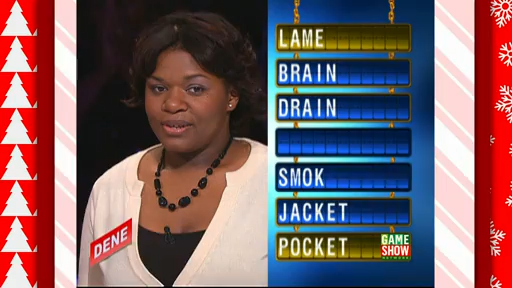 LAME
BRAIN
DRAIN
SMOK
JACKET
POCKET
DENE
GAME
SHOW
NETWORK